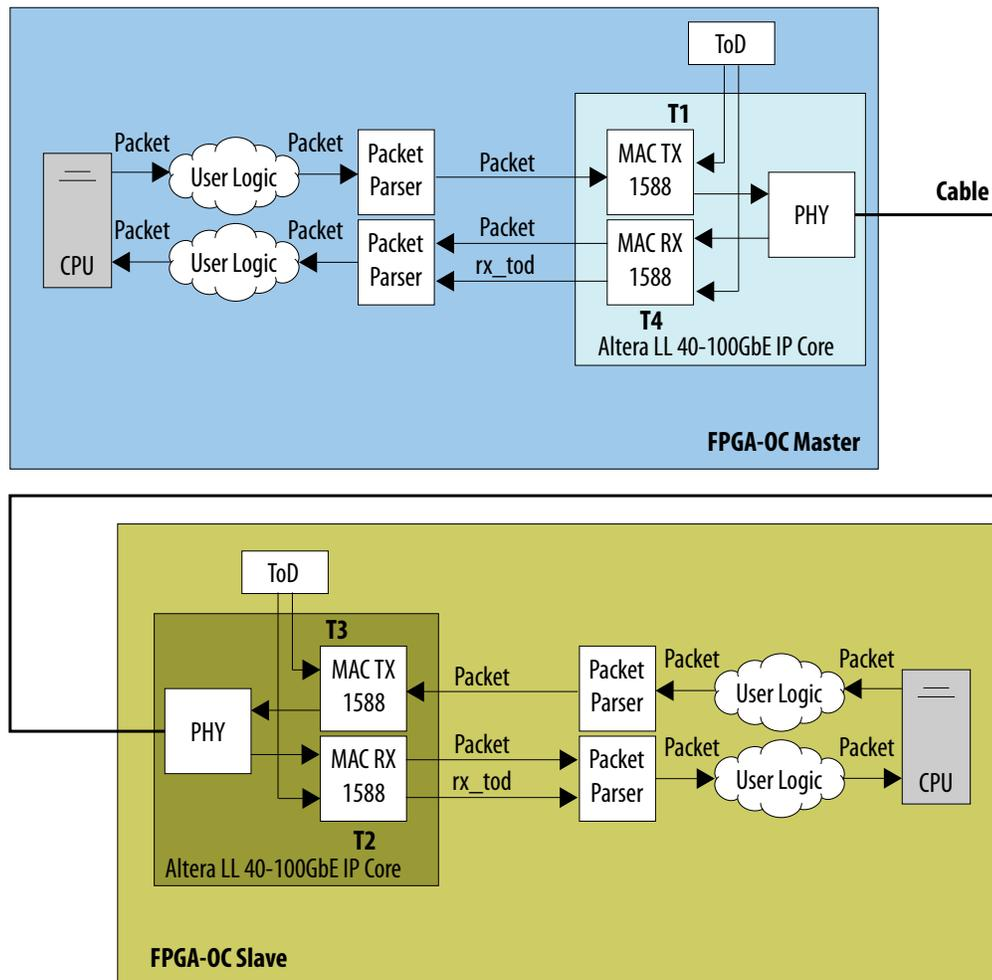 ToD
T1
Packet
Packet
Packet
Parser
Packet
MAC TX
1588
User Logic
PHY
Cable
CPU
Packet
User Logic
Packet
Packet
Parser
Packet
rx_tod
MAC RX
1588
T4
Altera LL 40-100GbE IP Core
FPGA-OC Master
ToD
T3
MAC TX
1588
Packet
Packet
Parser
Packet
User Logic
Packet
PHY
MAC RX
1588
Packet
rx_tod
Packet
Parser
Packet
User Logic
Packet
CPU
T2
Altera LL 40-100GbE IP Core
FPGA-OC Slave